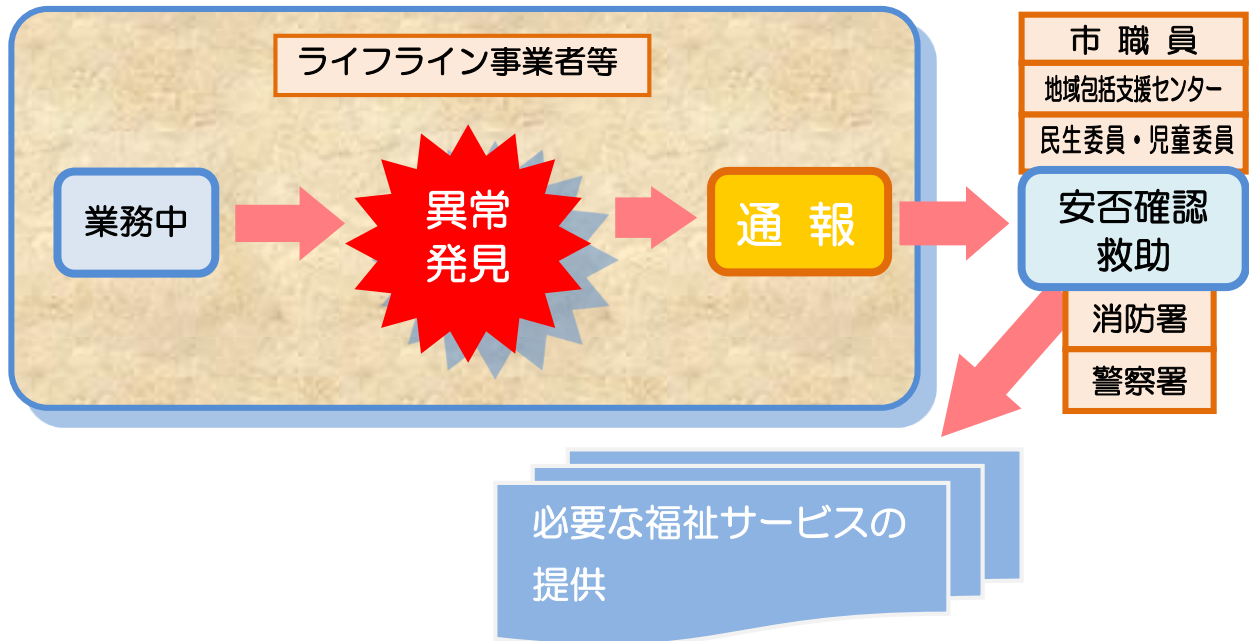 ライフライン事業者等
業務中
異常
発見
通 報
市 職 員
地域包括支援センター
民生委員・児童委員
安否確認
救助
消防署
警察署
必要な福祉サービスの
提供